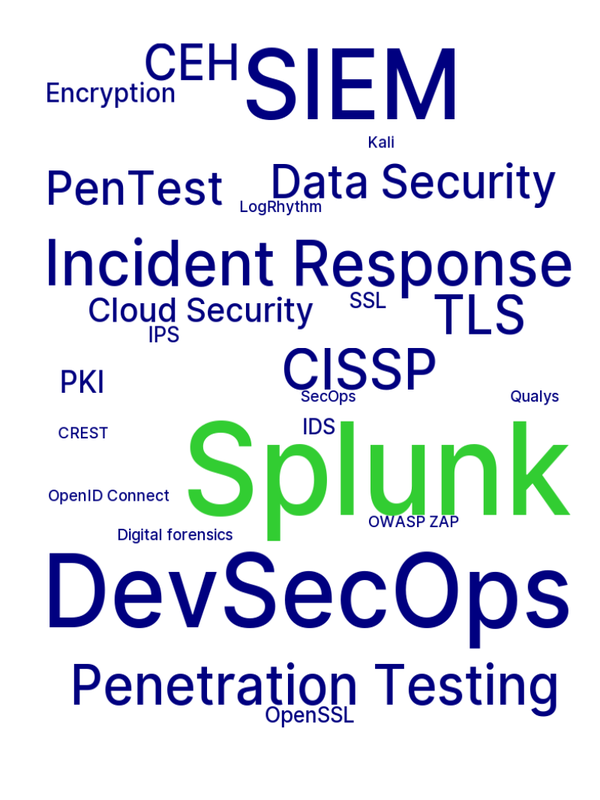 CEH
SIEM
Encryption
Kali
PenTest
Data Security
LogRhythm
Incident Response
Cloud Security
SSL
TLS
IPS
CISSP
PKI
SecOps
Qualys
CREST
IDS
Splunk
OpenID Connect
OWASP ZAP
Digital forensics
DevSecOps
Penetration Testing
OpenSSL